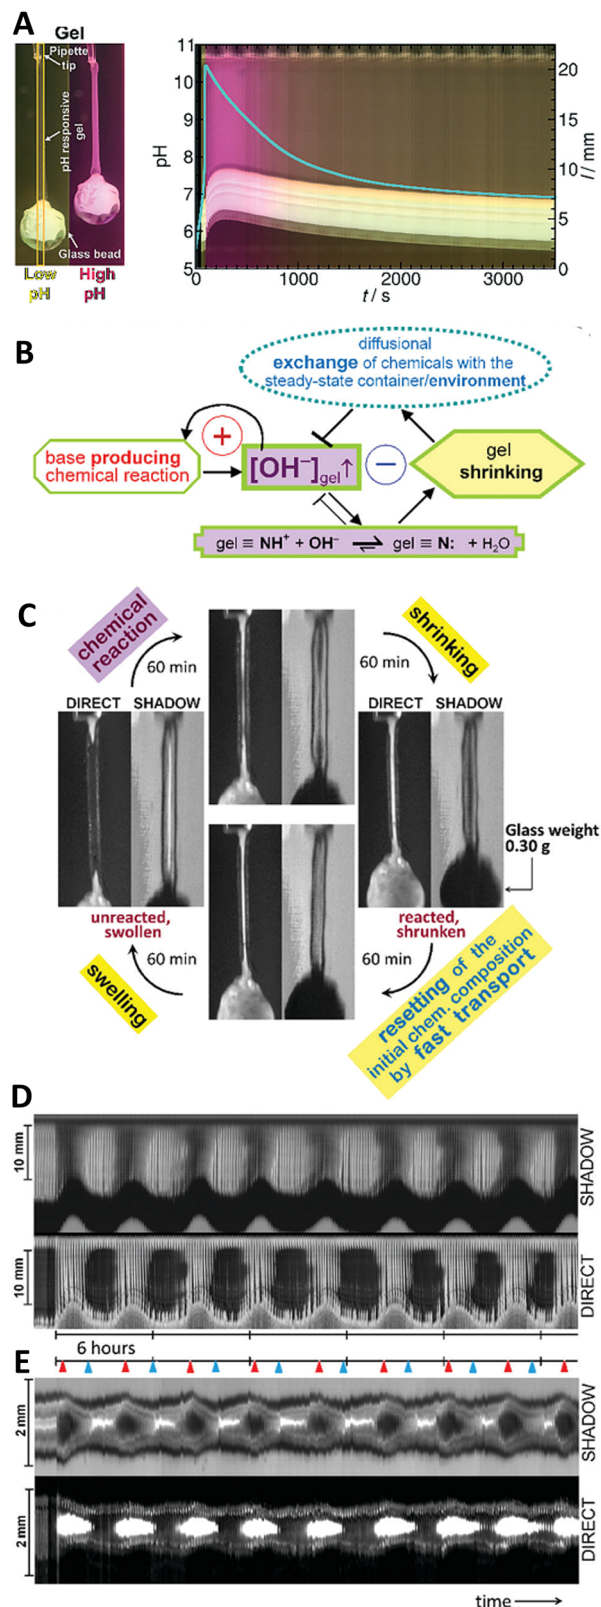 A
Gel
Pipette
tip
pH responsive
gel
Glass bead
Low
pH
High
pH
11
10
9
8
7
6
5
pH
20
15
10
5
0
l / mm
0
1000
2000
3000
t / s
B
diffusional
exchange of chemicals with the
steady-state container/environment
+
base producing
chemical reaction
[OH⁻]gel↑
−
gel
shrinking
gel ≡ NH⁺ + OH⁻ ⇌ gel ≡ N: + H₂O
C
chemical
reaction
60 min
shrinking
60 min
DIRECT SHADOW
DIRECT SHADOW
Glass weight
0.30 g
unreacted,
swollen
reacted,
shrunken
60 min
60 min
swelling
resetting of the
initial chem. composition
by fast transport
D
10 mm
SHADOW
10 mm
DIRECT
6 hours
E
2 mm
SHADOW
2 mm
DIRECT
time